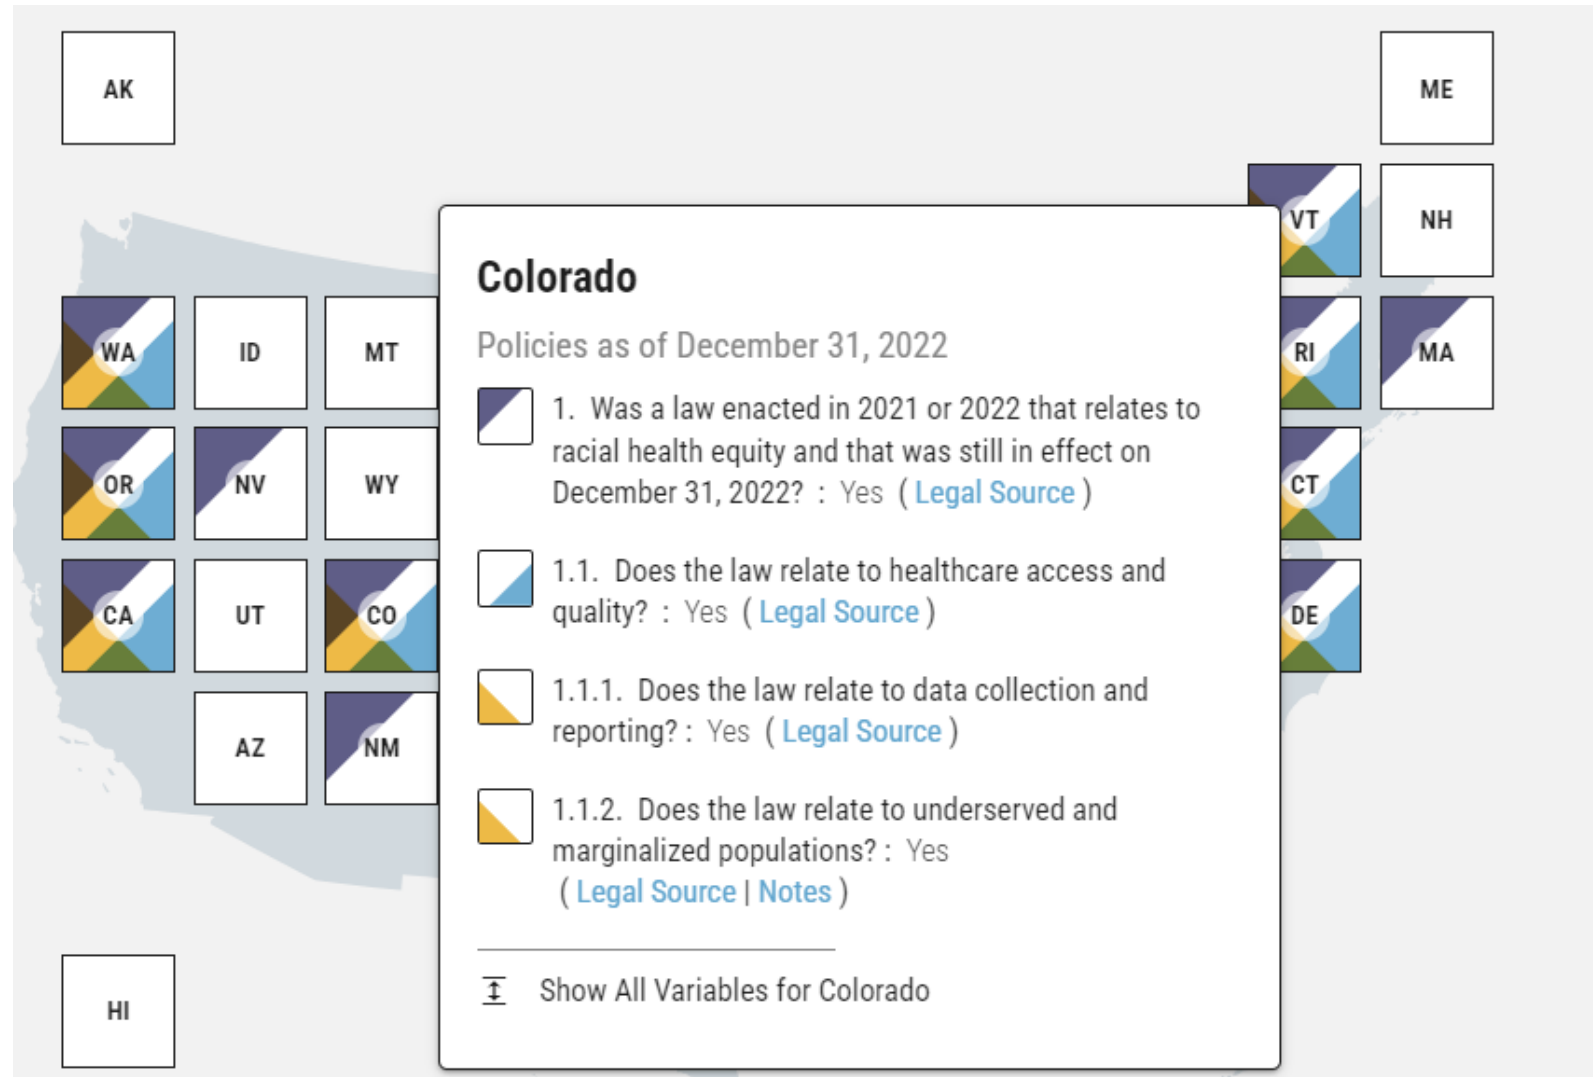 AK
ME
VT
NH
Colorado
Policies as of December 31, 2022
WA
ID
MT
RI
MA
1. Was a law enacted in 2021 or 2022 that relates to
racial health equity and that was still in effect on
December 31, 2022? : Yes ( Legal Source )
OR
NV
WY
CT
1.1. Does the law relate to healthcare access and
quality? : Yes ( Legal Source )
CA
UT
CO
DE
1.1.1. Does the law relate to data collection and
reporting? : Yes ( Legal Source )
AZ
NM
1.1.2. Does the law relate to underserved and
marginalized populations? : Yes
( Legal Source | Notes )
HI
Show All Variables for Colorado